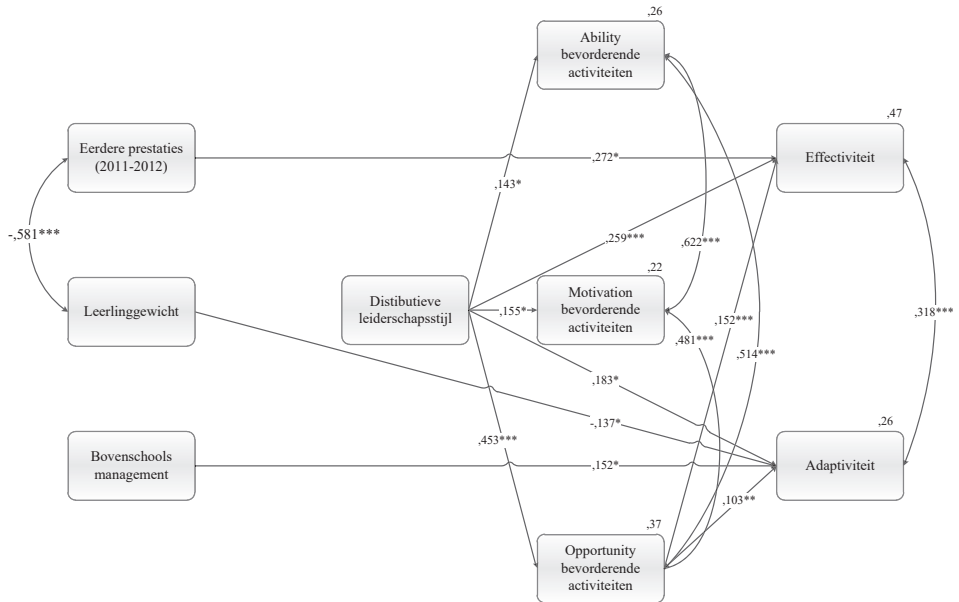 ,26
Ability
bevorderende
activiteiten
,47
Eerdere prestaties
(2011-2012)
,272*
Effectiviteit
,143*
-,581***
,259***
,622***
,22
Leerlinggewicht
Distibutieve
leiderschapsstijl
,155*
Motivation
bevorderende
activiteiten
,152***
,318***
,481***
,514***
,183*
-,137*
,26
,453***
Bovenschools
management
,152*
Adaptiviteit
,103**
,37
Opportunity
bevorderende
activiteiten